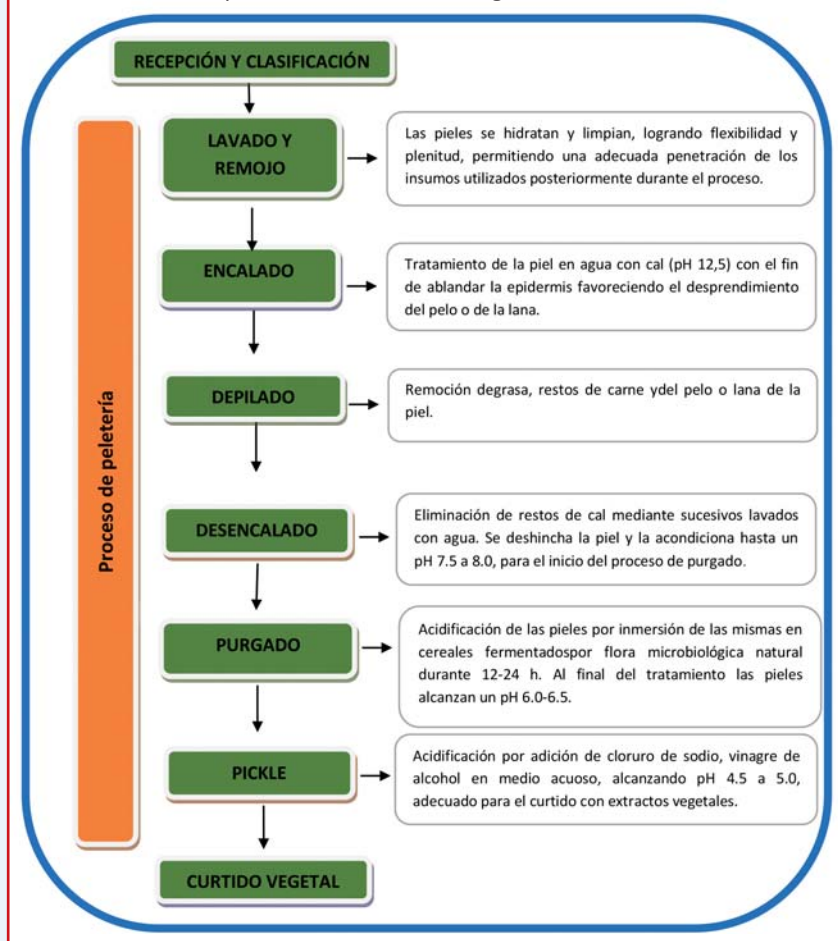 RECEPCIÓN Y CLASIFICACIÓN
Proceso de peletería
LAVADO Y
REMOJO
Las pieles se hidratan y limpian, logrando flexibilidad y
plenitud, permitiendo una adecuada penetración de los
insumos utilizados posteriormente durante el proceso.
ENCALADO
Tratamiento de la piel en agua con cal (pH 12,5) con el fin
de ablandar la epidermis favoreciendo el desprendimiento
del pelo o de la lana.
DEPILADO
Remoción degrasa, restos de carne ydel pelo o lana de la
piel.
DESENCALADO
Eliminación de restos de cal mediante sucesivos lavados
con agua. Se deshincha la piel y la acondiciona hasta un
pH 7.5 a 8.0, para el inicio del proceso de purgado.
PURGADO
Acidificación de las pieles por inmersión de las mismas en
cereales fermentadospor flora microbiológica natural
durante 12-24 h. Al final del tratamiento las pieles
alcanzan un pH 6.0-6.5.
PICKLE
Acidificación por adición de cloruro de sodio, vinagre de
alcohol en medio acuoso, alcanzando pH 4.5 a 5.0,
adecuado para el curtido con extractos vegetales.
CURTIDO VEGETAL